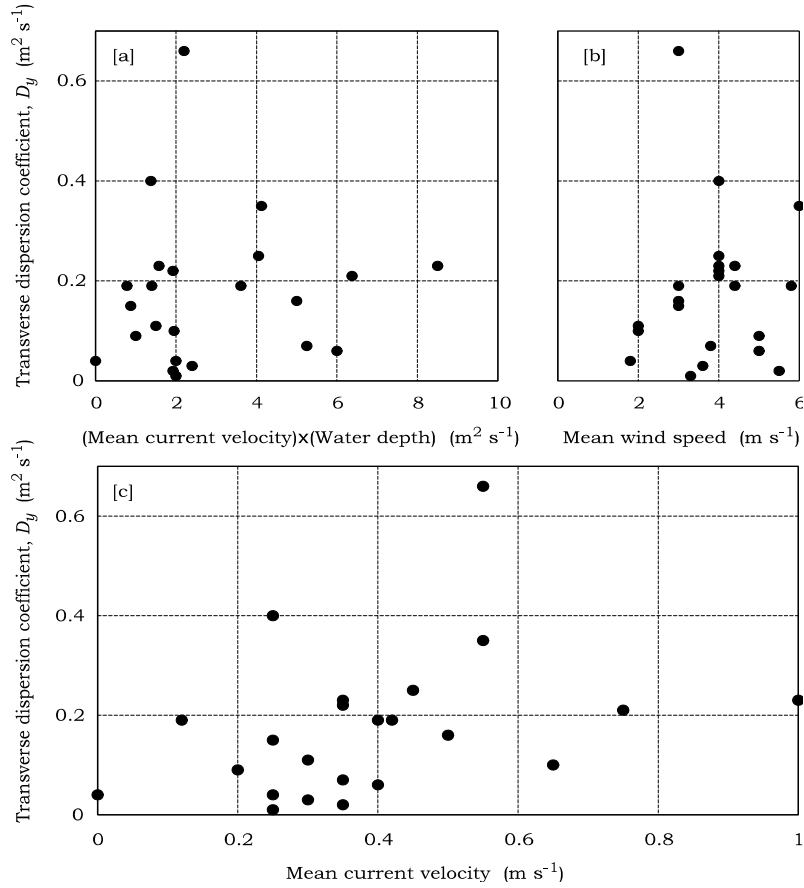 Transverse dispersion coefficient, Dy (m² s⁻¹)
[a]
0.6
0.4
0.2
0
0 2 4 6 8 10
(Mean current velocity)x(Water depth) (m² s⁻¹)
[b]
0 2 4 6
Mean wind speed (m s⁻¹)
Transverse dispersion coefficient, Dy (m² s⁻¹)
[c]
0.6
0.4
0.2
0
0 0.2 0.4 0.6 0.8 1
Mean current velocity (m s⁻¹)